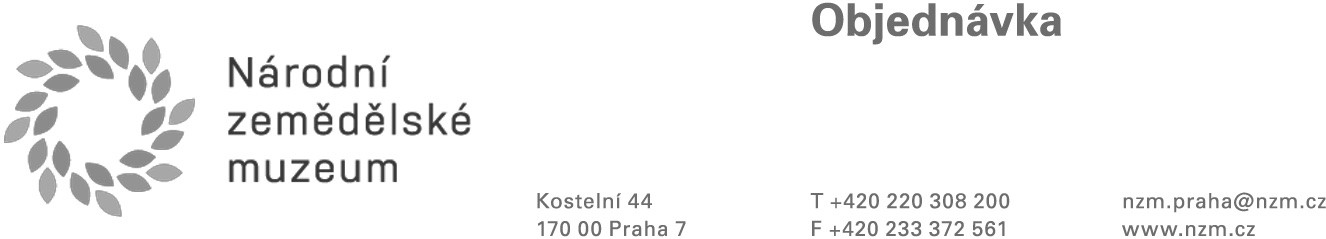 Objednávka
Národní
zemědělské
muzeum
Kostelní 44
170 00 Praha 7
T +420 220 308 200
F +420 233 372 561
nzm.praha@nzm.cz
www.nzm.cz